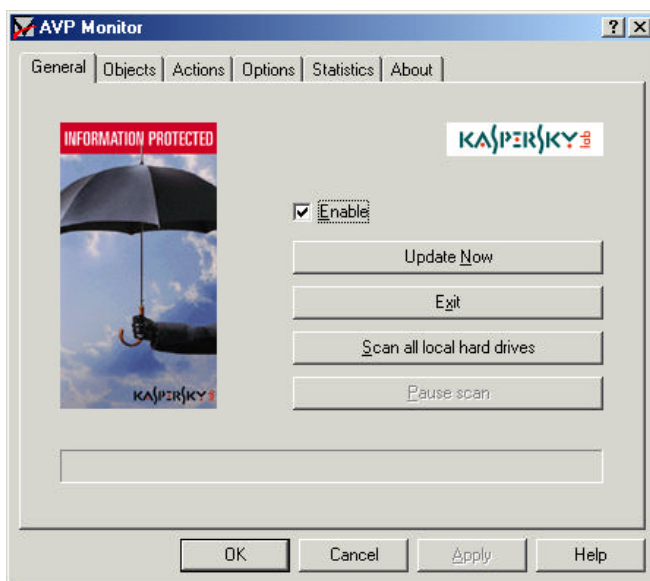 AVP Monitor
General Objects Actions Options Statistics About
INFORMATION PROTECTED
KASPERSKY lab
Enable
Update Now
Exit
Scan all local hard drives
KASPERSKY
Pause scan
OK Cancel Apply Help